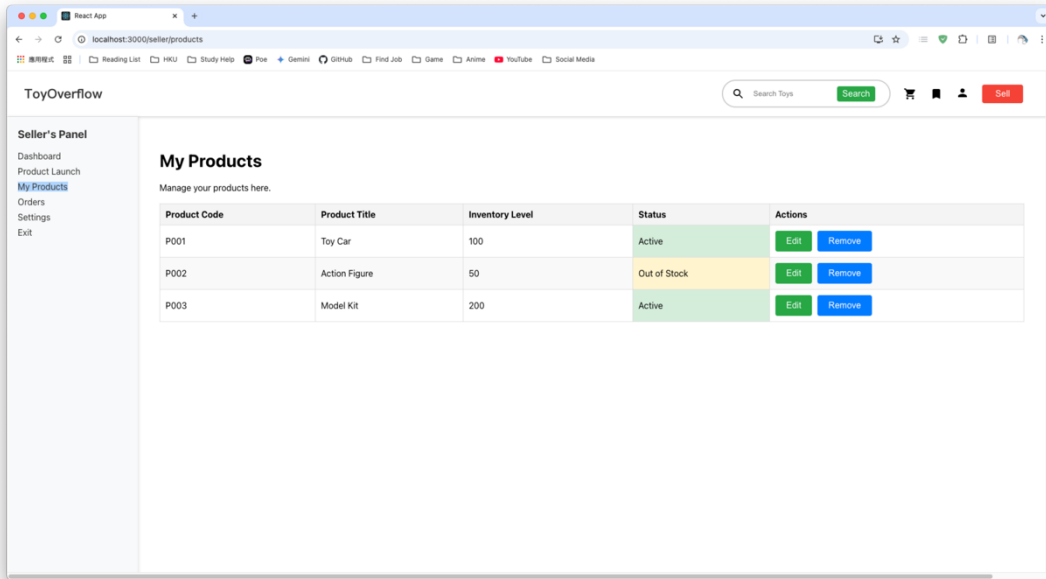 React App
localhost:3000/seller/products
應用程式 Reading List HKU Study Help Poe Gemini GitHub Find Job Game Anime YouTube Social Media
ToyOverflow Search Toys Search Sell
Seller's Panel
Dashboard
Product Launch
My Products
Orders
Settings
Exit
My Products
Manage your products here.
Product Code Product Title Inventory Level Status Actions
P001 Toy Car 100 Active Edit Remove
P002 Action Figure 50 Out of Stock Edit Remove
P003 Model Kit 200 Active Edit Remove